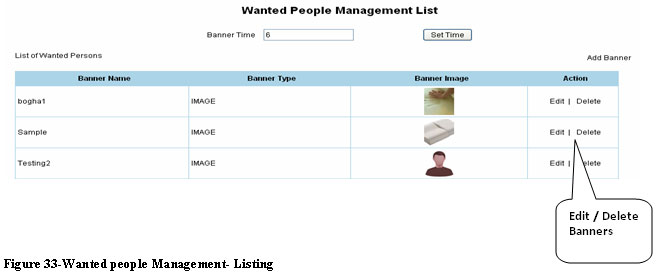 Wanted People Management List
Banner Time 6 Set Time
List of Wanted Persons
Add Banner
Banner Name Banner Type Banner Image Action
bogha1 IMAGE Edit | Delete
Sample IMAGE Edit | Delete
Testing2 IMAGE Edit | Delete
Edit / Delete
Banners
Figure 33-Wanted people Management- Listing